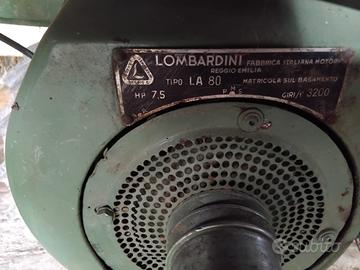 LOMBARDINI FABBRICA ITALIANA MOTORI
REGGIO EMILIA
TIPO LA 80 MATRICOLA SUL BASAMENTO
HP 7,5 GIRI/1' 3200
subito